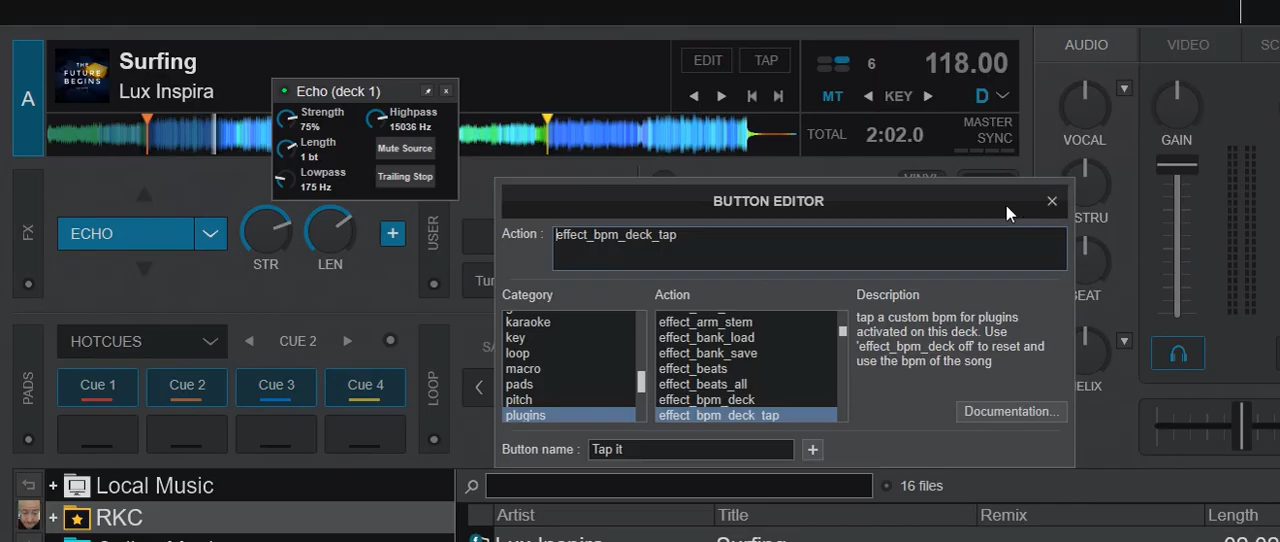 A
THE
FUTURE
BEGINS
Surfing
Lux Inspira
EDIT
TAP
6
118.00
MT
KEY
D
TOTAL
2:02.0
MASTER
SYNC
AUDIO
VIDEO
VOCAL
GAIN
Echo (deck 1)
Strength
75%
Highpass
15036 Hz
Length
1 bt
Mute Source
Lowpass
175 Hz
Trailing Stop
FX
ECHO
STR
LEN
+
USER
BUTTON EDITOR
Action :
effect_bpm_deck_tap
Category
Action
Description
karaoke
key
loop
macro
pads
pitch
plugins
effect_arm_stem
effect_bank_load
effect_bank_save
effect_beats
effect_beats_all
effect_bpm_deck
effect_bpm_deck_tap
tap a custom bpm for plugins
activated on this deck. Use
'effect_bpm_deck off' to reset and
use the bpm of the song
Documentation...
Button name :
Tap it
+
PADS
HOTCUES
CUE 2
Cue 1
Cue 2
Cue 3
Cue 4
LOOP
+ Local Music
+ RKC
16 files
Artist
Title
Remix
Length
Lux Inspira
Surfing